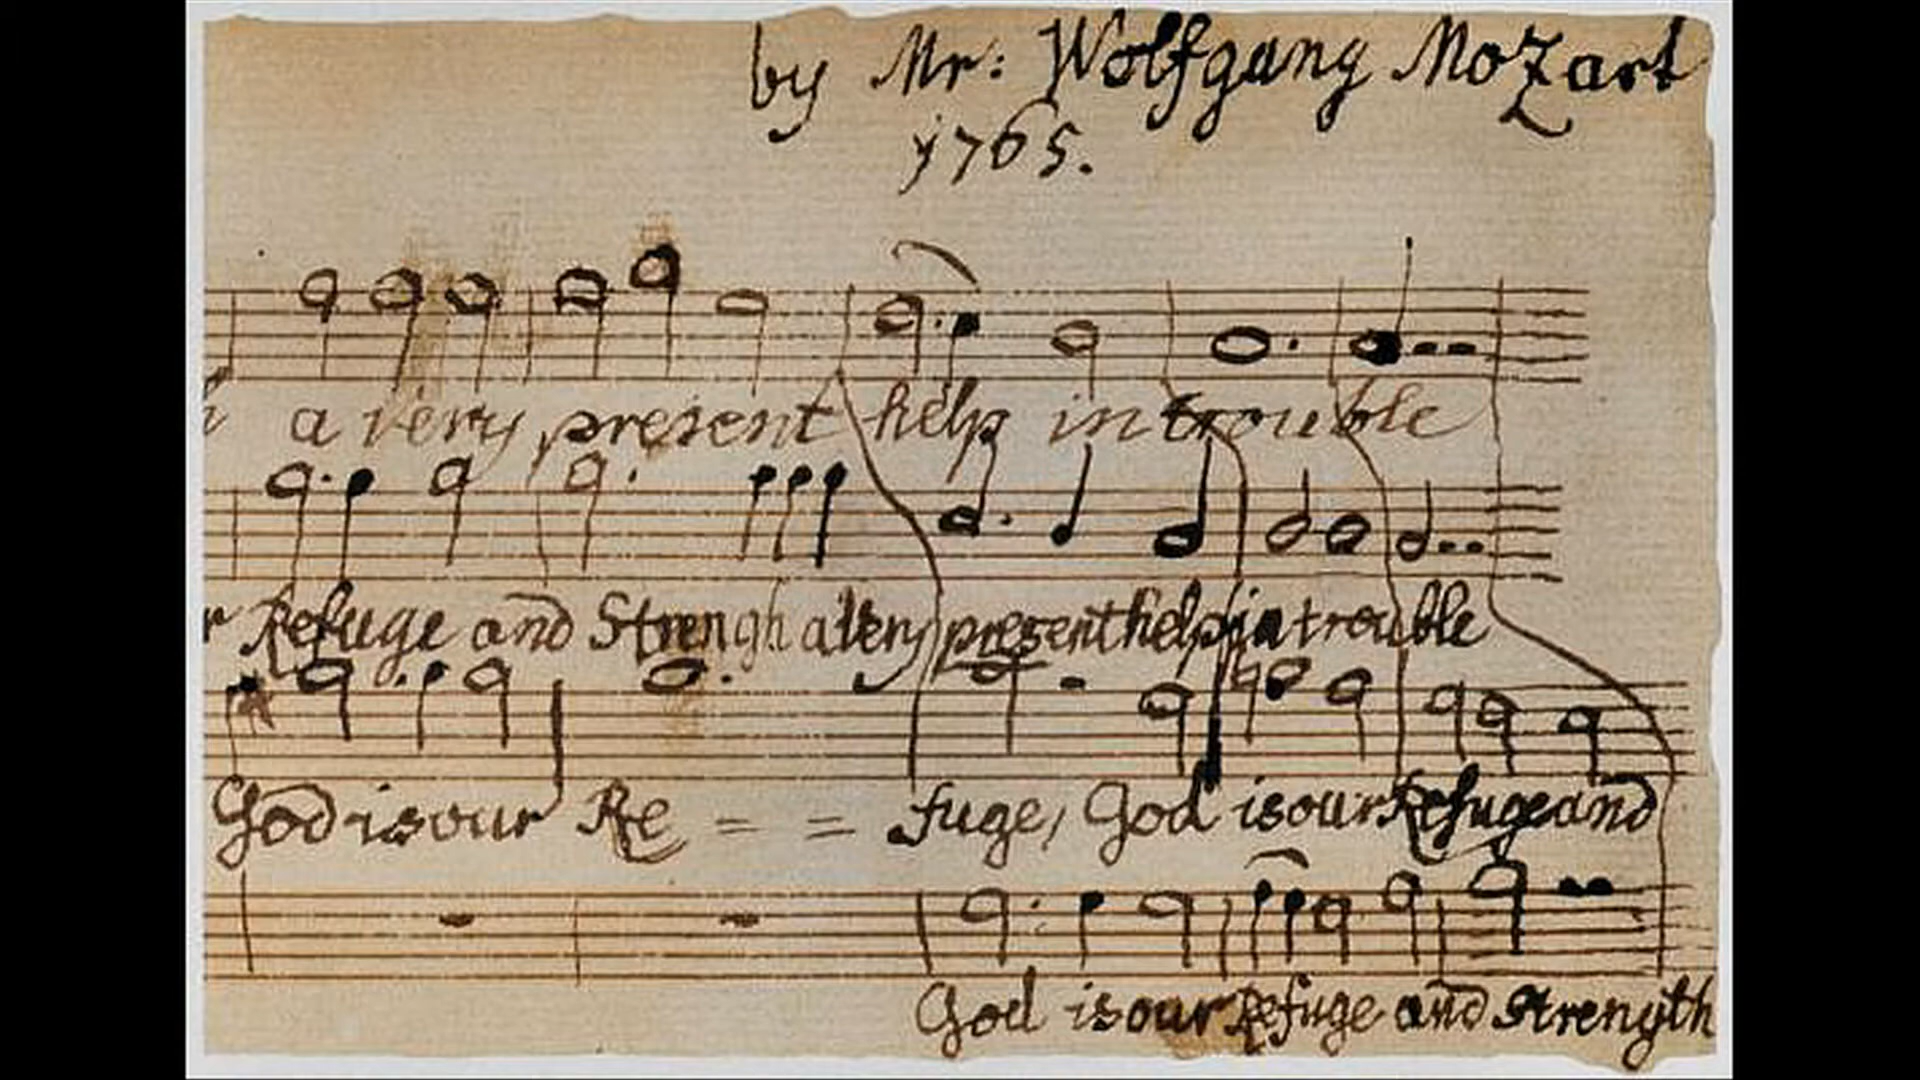 by Mr: Wolfgang Mozart
1765.
a very present help in trouble
r Refuge and Strengh a Very present help in trouble
God is our Re = = fuge, God is our Refuge and
God is our Refuge and Strength